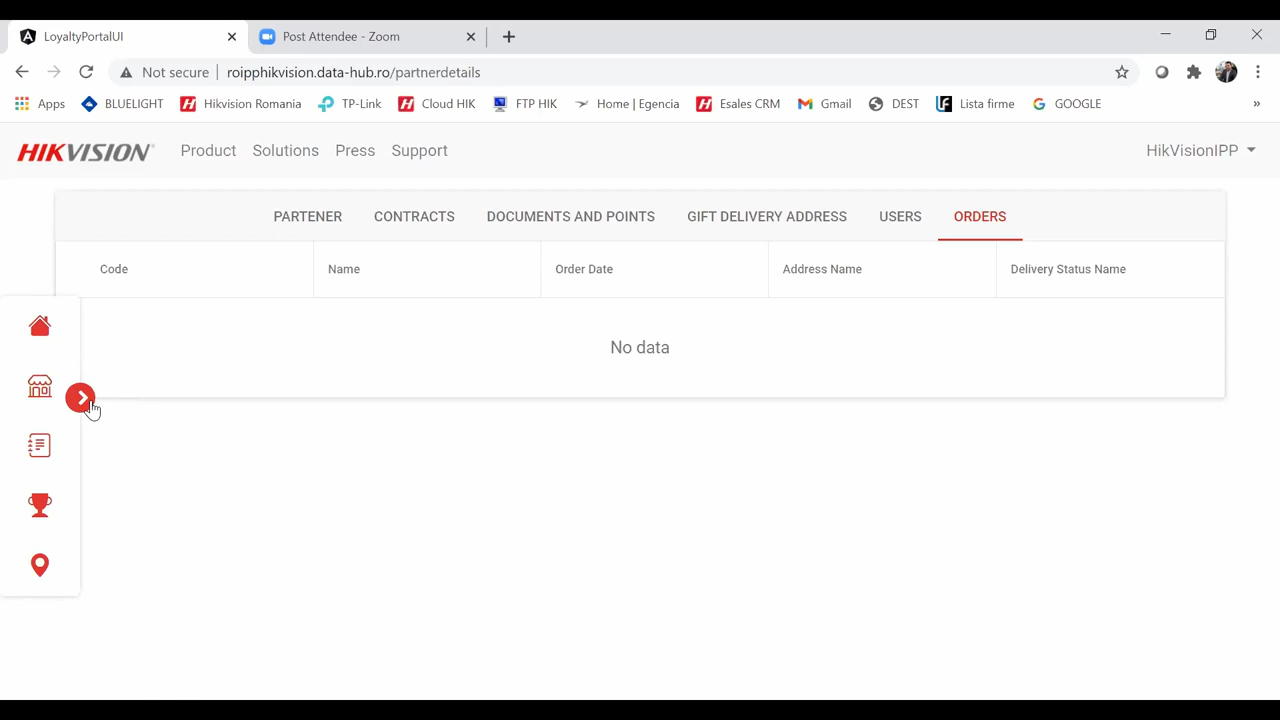 LoyaltyPortalUI
Post Attendee - Zoom
Not secure
roipphikvision.data-hub.ro/partnerdetails
Apps
BLUELIGHT
Hikvision Romania
TP-Link
Cloud HIK
FTP HIK
Home | Egencia
Esales CRM
Gmail
DEST
Lista firme
GOOGLE
»
HIKVISION
Product
Solutions
Press
Support
HikVisionIPP
PARTENER
CONTRACTS
DOCUMENTS AND POINTS
GIFT DELIVERY ADDRESS
USERS
ORDERS
Code
Name
Order Date
Address Name
Delivery Status Name
No data